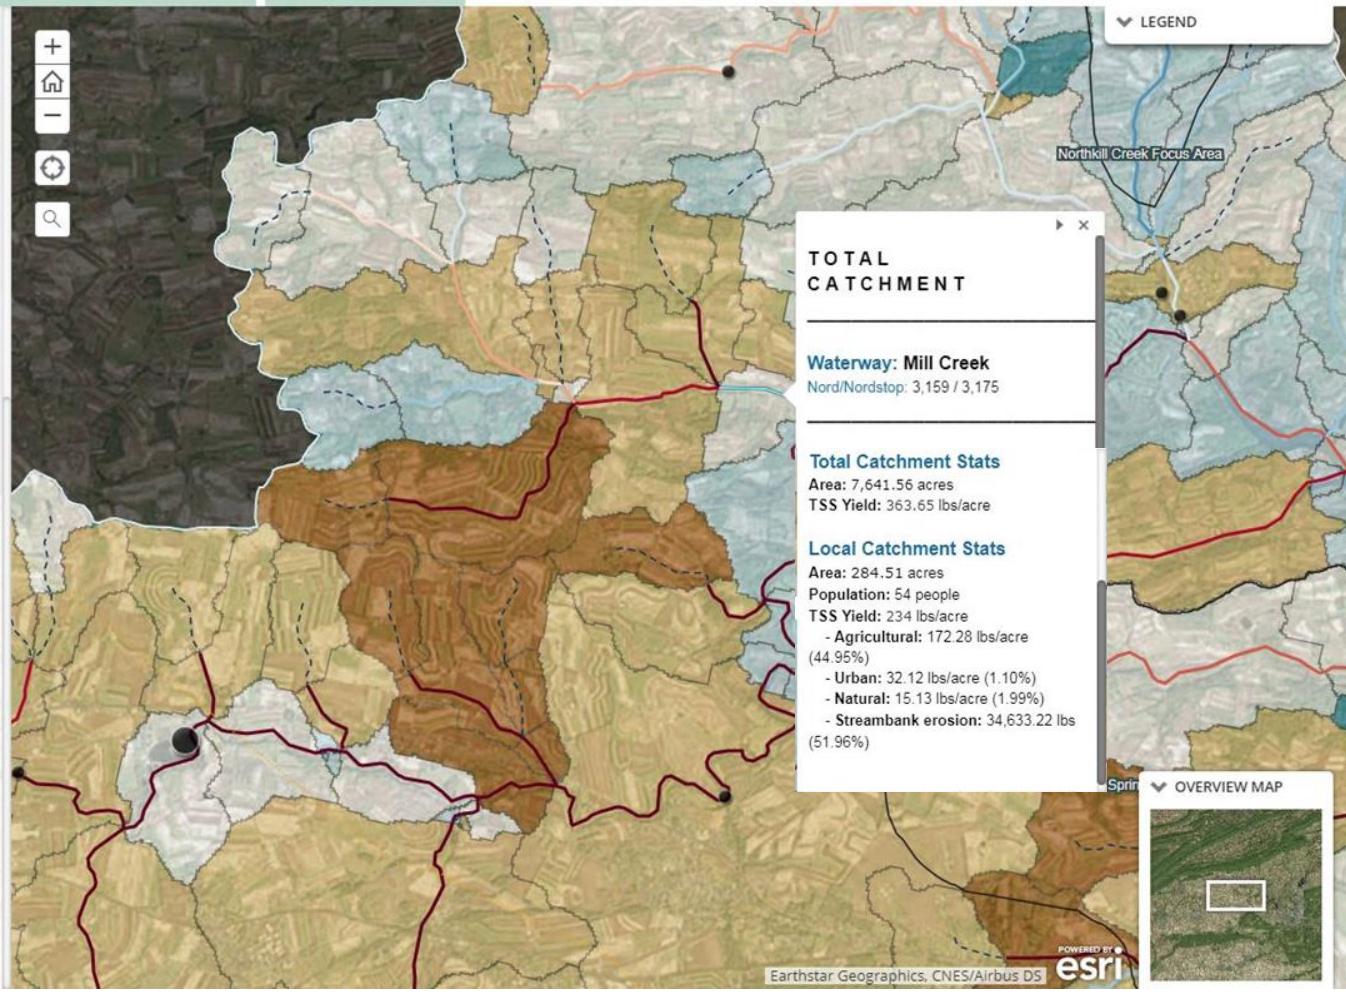 LEGEND
Northkill Creek Focus Area
TOTAL
CATCHMENT
Waterway: Mill Creek
Nord/Nordstop: 3,159 / 3,175
Total Catchment Stats
Area: 7,641.56 acres
TSS Yield: 363.65 lbs/acre
Local Catchment Stats
Area: 284.51 acres
Population: 54 people
TSS Yield: 234 lbs/acre
- Agricultural: 172.28 lbs/acre
(44.95%)
- Urban: 32.12 lbs/acre (1.10%)
- Natural: 15.13 lbs/acre (1.99%)
- Streambank erosion: 34,633.22 lbs
(51.96%)
Sprin
OVERVIEW MAP
POWERED BY
esri
Earthstar Geographics, CNES/Airbus DS